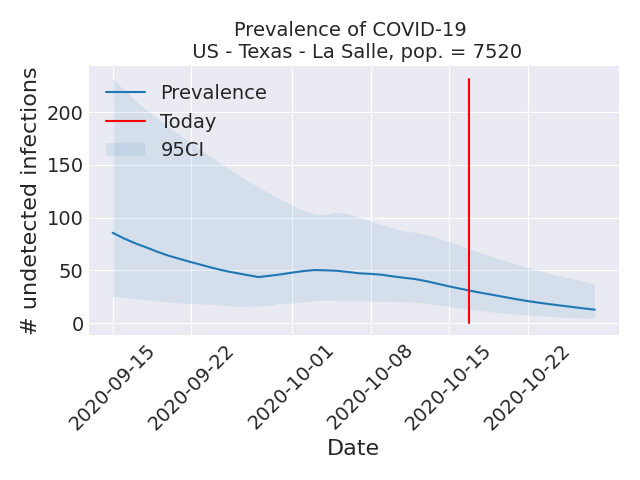 Prevalence of COVID-19
US - Texas - La Salle, pop. = 7520
# undetected infections
200
150
100
50
0
Prevalence
Today
95CI
2020-09-15
2020-09-22
2020-10-01
2020-10-08
2020-10-15
2020-10-22
Date